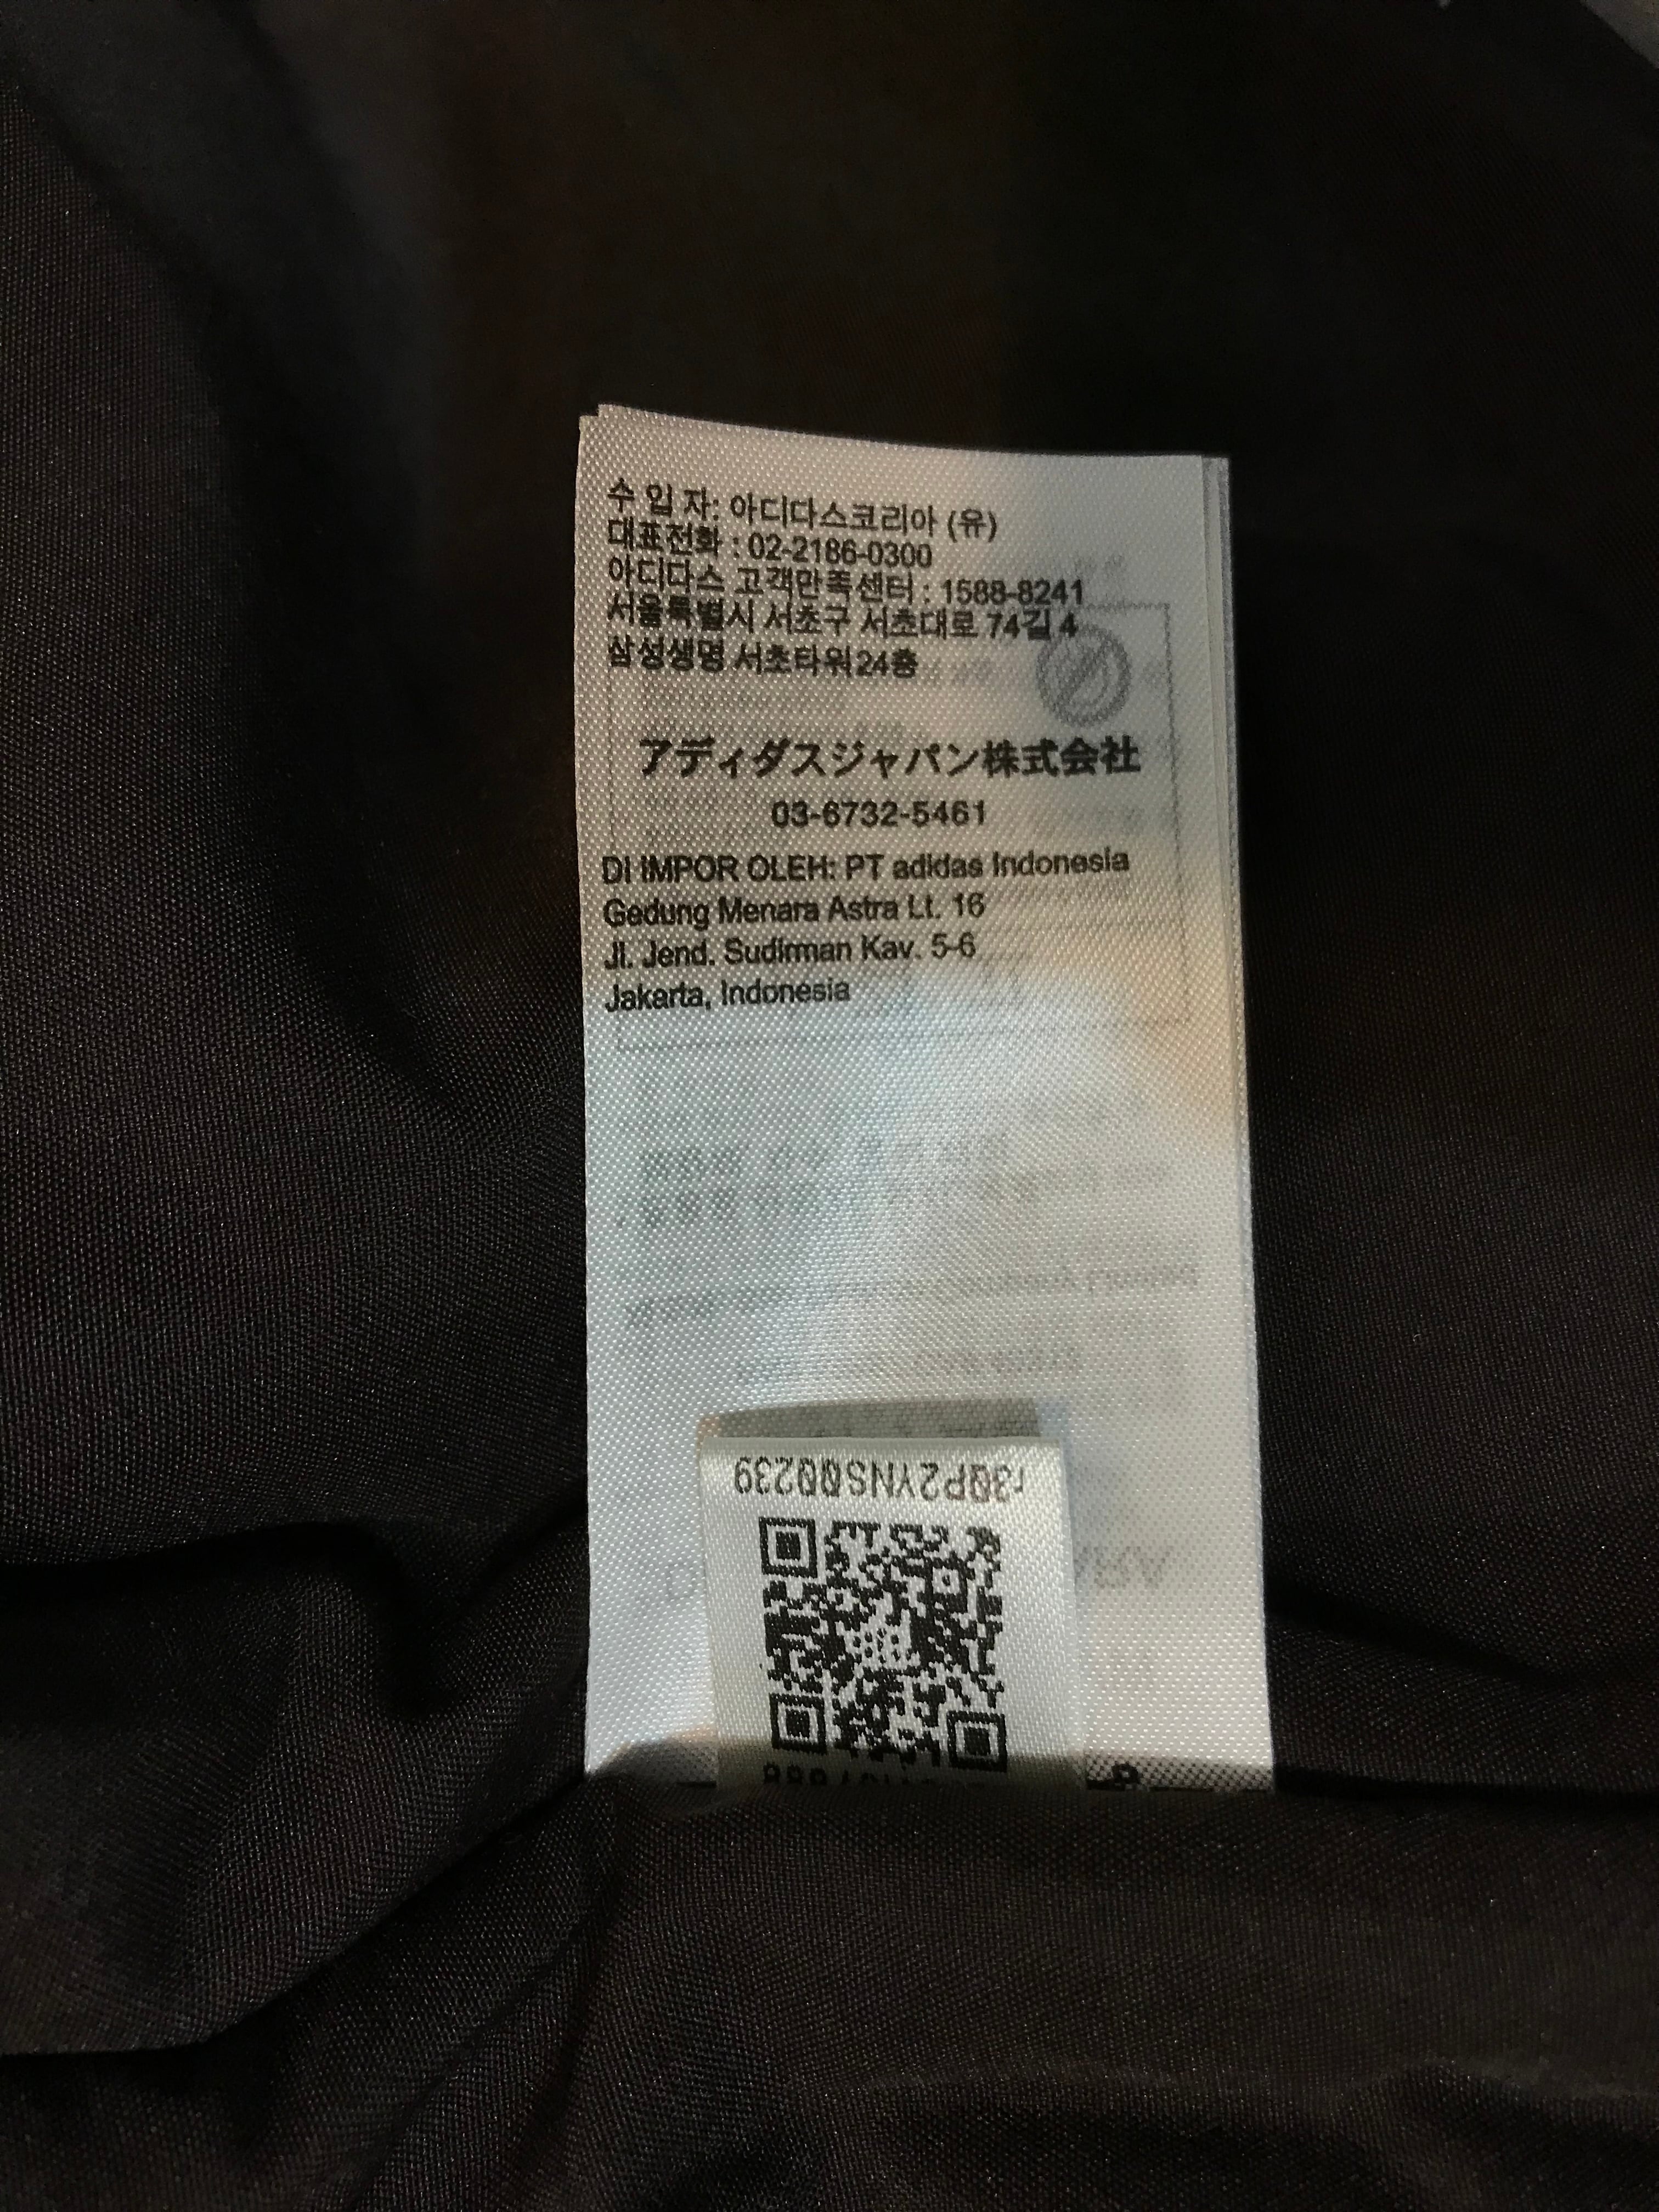 수 입 자: 아디다스코리아 (유)
대표전화 : 02-2186-0300
아디다스 고객만족센터 : 1588-8241
서울특별시 서초구 서초대로 74길 4
삼성생명 서초타워 24층
アディダスジャパン株式会社
03-6732-5461
DI IMPOR OLEH: PT adidas Indonesia
Gedung Menara Astra Lt. 16
Jl. Jend. Sudirman Kav. 5-6
Jakarta, Indonesia
r30P2YNS00239